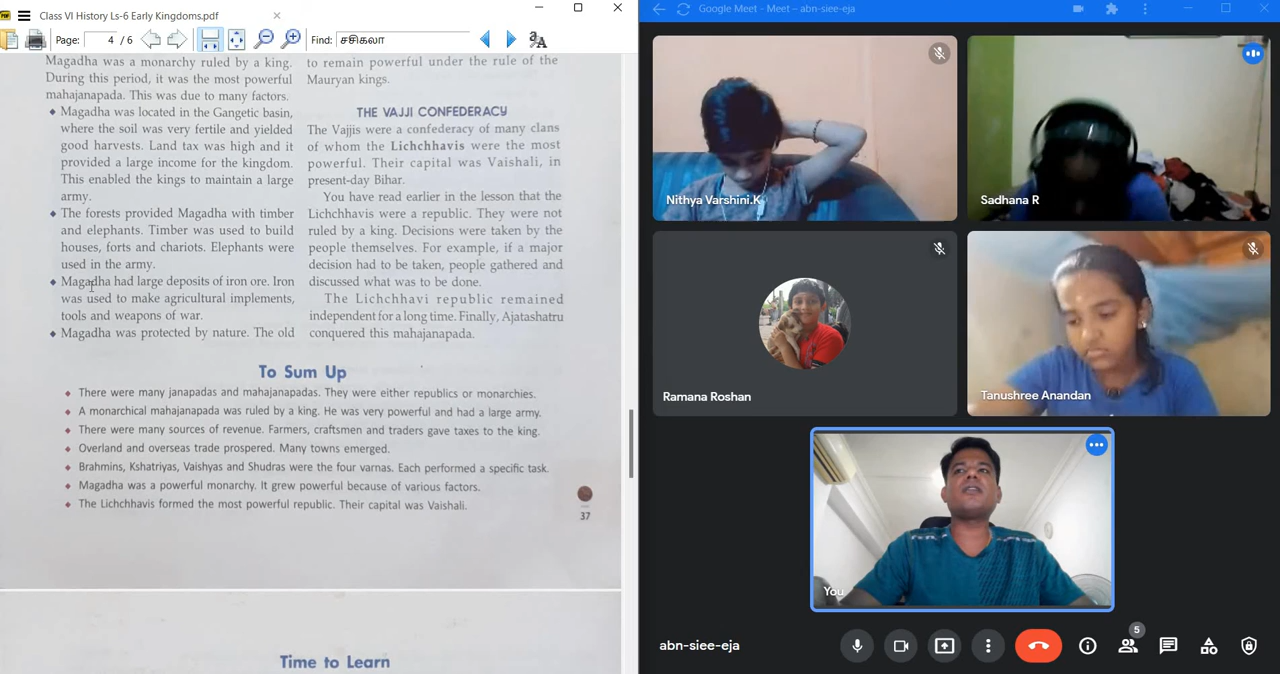 Class VI History Ls-6 Early Kingdoms.pdf
Page: 4 / 6
Find: சசிகலா
Magadha was a monarchy ruled by a king.
During this period, it was the most powerful
mahajanapada. This was due to many factors.
Magadha was located in the Gangetic basin,
where the soil was very fertile and yielded
good harvests. Land tax was high and it
provided a large income for the kingdom.
This enabled the kings to maintain a large
army.
The forests provided Magadha with timber
and elephants. Timber was used to build
houses, forts and chariots. Elephants were
used in the army.
Magadha had large deposits of iron ore. Iron
was used to make agricultural implements,
tools and weapons of war.
Magadha was protected by nature. The old
to remain powerful under the rule of the
Mauryan kings.
THE VAJJI CONFEDERACY
The Vajjis were a confederacy of many clans
of whom the Lichchhavis were the most
powerful. Their capital was Vaishali, in
present-day Bihar.
You have read earlier in the lesson that the
Lichchhavis were a republic. They were not
ruled by a king. Decisions were taken by the
people themselves. For example, if a major
decision had to be taken, people gathered and
discussed what was to be done.
The Lichchhavi republic remained
independent for a long time. Finally, Ajatashatru
conquered this mahajanapada.
To Sum Up
There were many janapadas and mahajanapadas. They were either republics or monarchies.
A monarchical mahajanapada was ruled by a king. He was very powerful and had a large army.
There were many sources of revenue. Farmers, craftsmen and traders gave taxes to the king.
Overland and overseas trade prospered. Many towns emerged.
Brahmins, Kshatriyas, Vaishyas and Shudras were the four varnas. Each performed a specific task.
Magadha was a powerful monarchy. It grew powerful because of various factors.
The Lichchhavis formed the most powerful republic. Their capital was Vaishali.
37
Time to Learn
Google Meet - Meet – abn-siee-eja
Nithya Varshini.K
Sadhana R
Ramana Roshan
Tanushree Anandan
You
abn-siee-eja
5